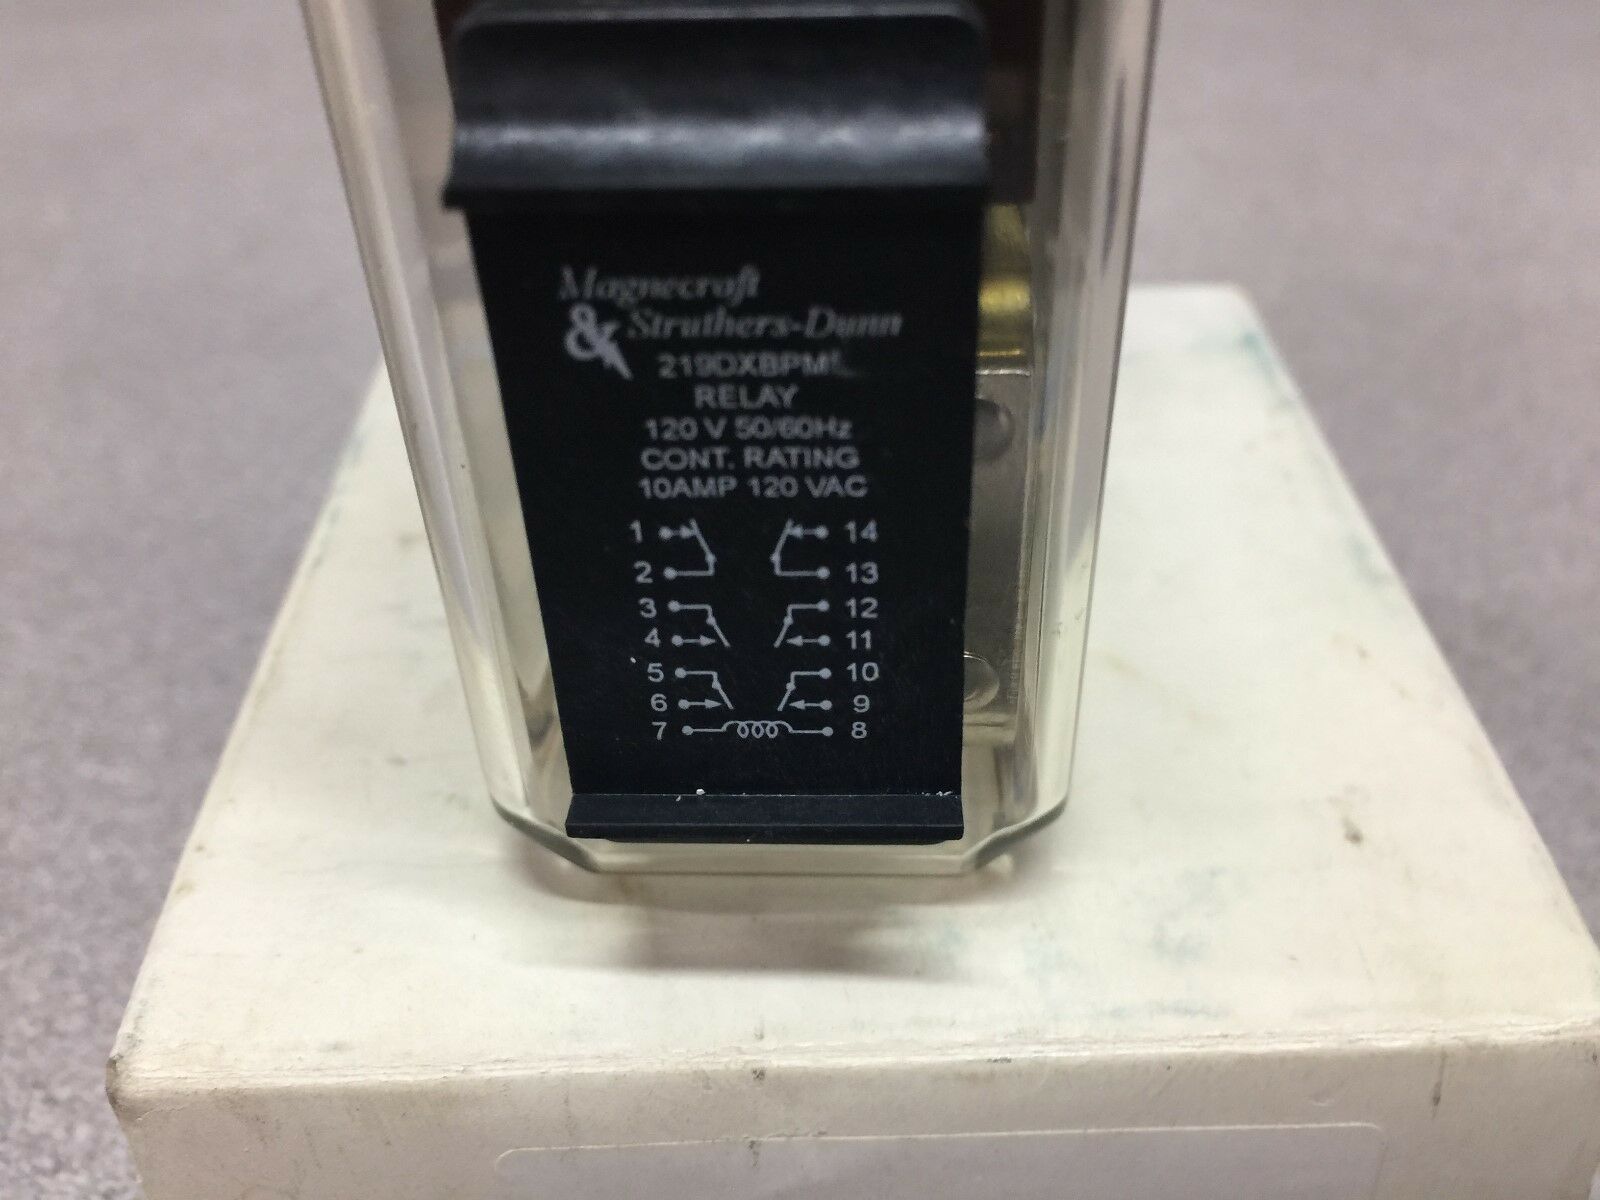 Magnecraft
& Struthers-Dunn
219DXBPML
RELAY
120 V 50/60Hz
CONT. RATING
10AMP 120 VAC
1 14
2 13
3 12
4 11
5 10
6 9
7 8